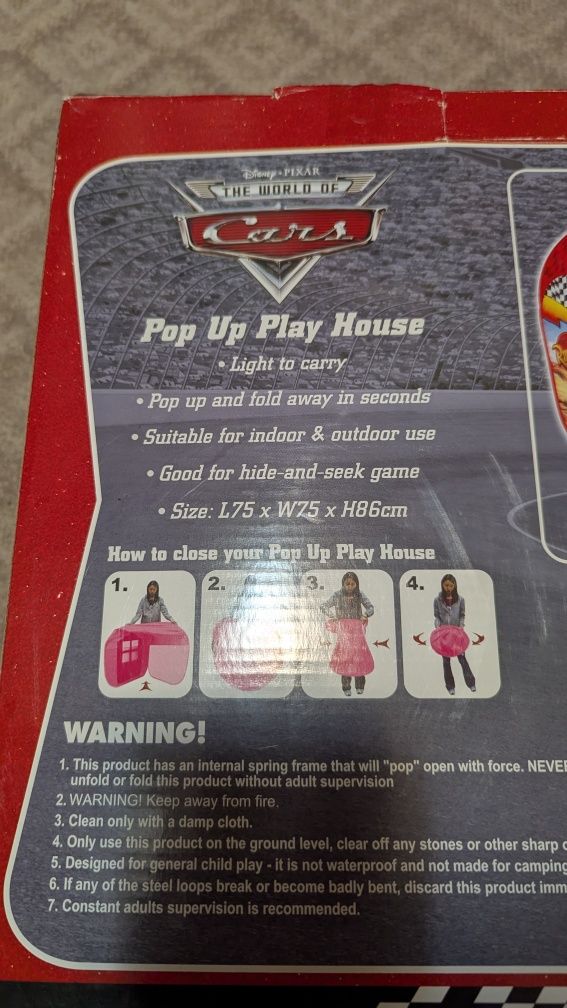 Disney • PIXAR
THE WORLD OF
Cars
Pop Up Play House
• Light to carry
• Pop up and fold away in seconds
• Suitable for indoor & outdoor use
• Good for hide-and-seek game
• Size: L75 x W75 x H86cm
How to close your Pop Up Play House
1. 2. 3. 4.
WARNING!
1. This product has an internal spring frame that will "pop" open with force. NEVER
unfold or fold this product without adult supervision
2. WARNING! Keep away from fire.
3. Clean only with a damp cloth.
4. Only use this product on the ground level, clear off any stones or other sharp
5. Designed for general child play - it is not waterproof and not made for camping
6. If any of the steel loops break or become badly bent, discard this product imm
7. Constant adults supervision is recommended.